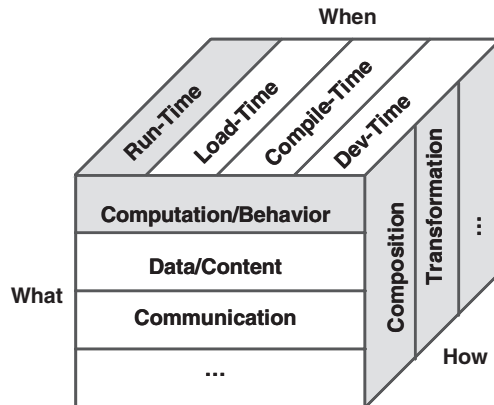 When
Run-Time
Load-Time
Compile-Time
Dev-Time
What
Computation/Behavior
Data/Content
Communication
...
Composition
Transformation
...
How